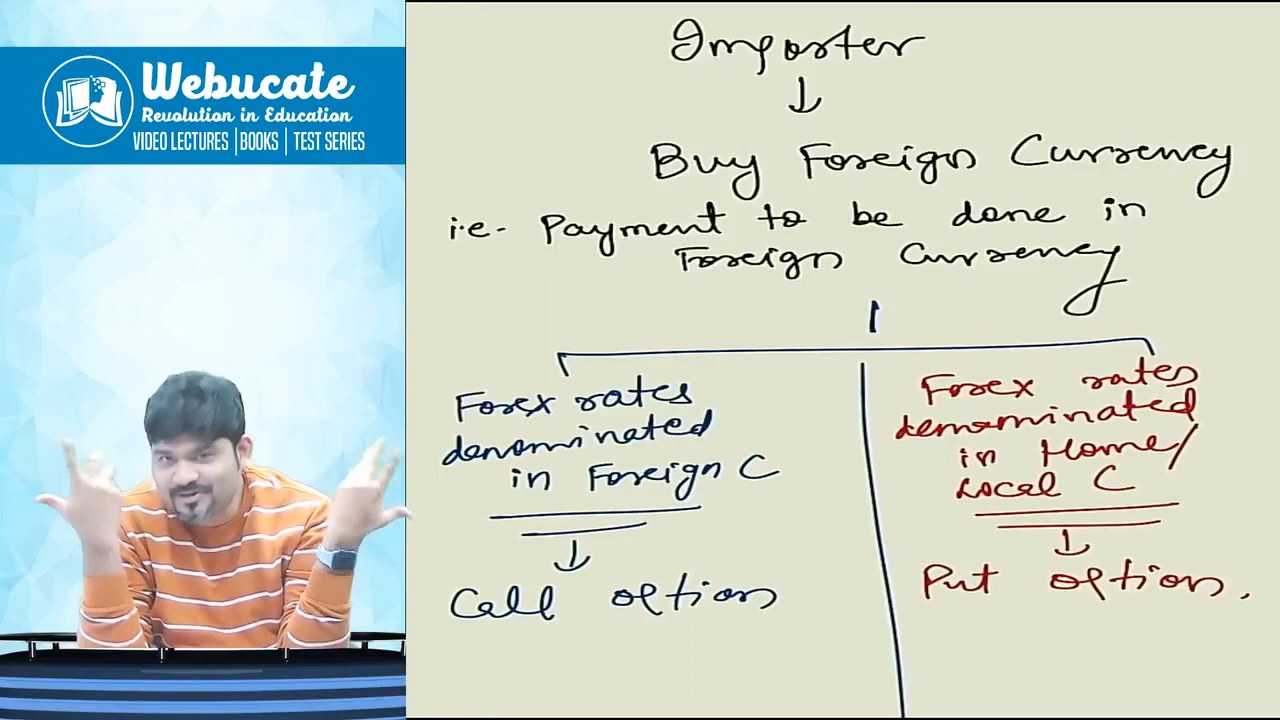 Webucate
Revolution in Education
VIDEO LECTURES | BOOKS | TEST SERIES
Importer
↓
Buy Foreign Currency
i.e. Payment to be done in
Foreign Currency
Forex rates
denominated
in Foreign C
↓
Call option
Forex rates
denominated
in Home/
Local C
↓
Put option.